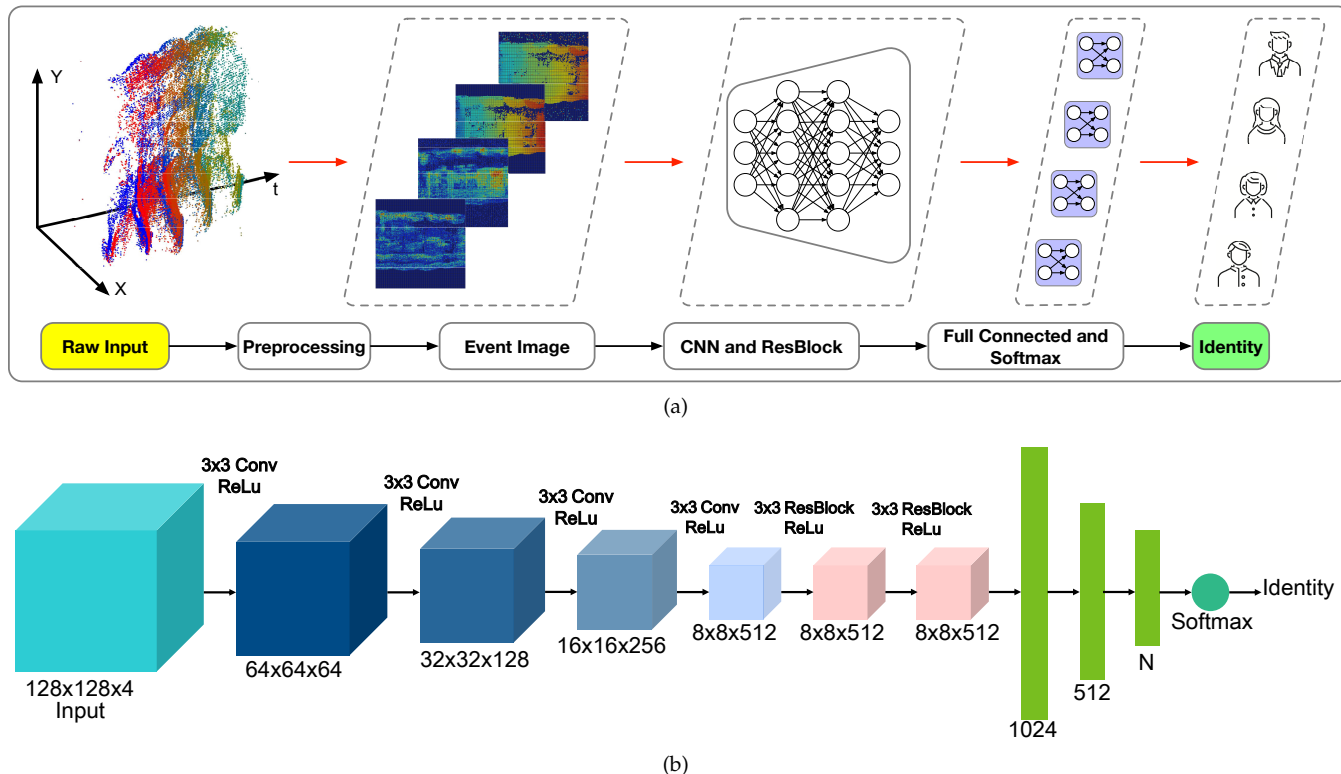 Y
t
X
Raw Input
Preprocessing
Event Image
CNN and ResBlock
Full Connected and
Softmax
Identity
(a)
3x3 Conv
ReLu
3x3 Conv
ReLu
3x3 Conv
ReLu
3x3 Conv
ReLu
3x3 ResBlock
ReLu
3x3 ResBlock
ReLu
128x128x4
Input
64x64x64
32x32x128
16x16x256
8x8x512
8x8x512
8x8x512
1024
512
N
Softmax
Identity
(b)